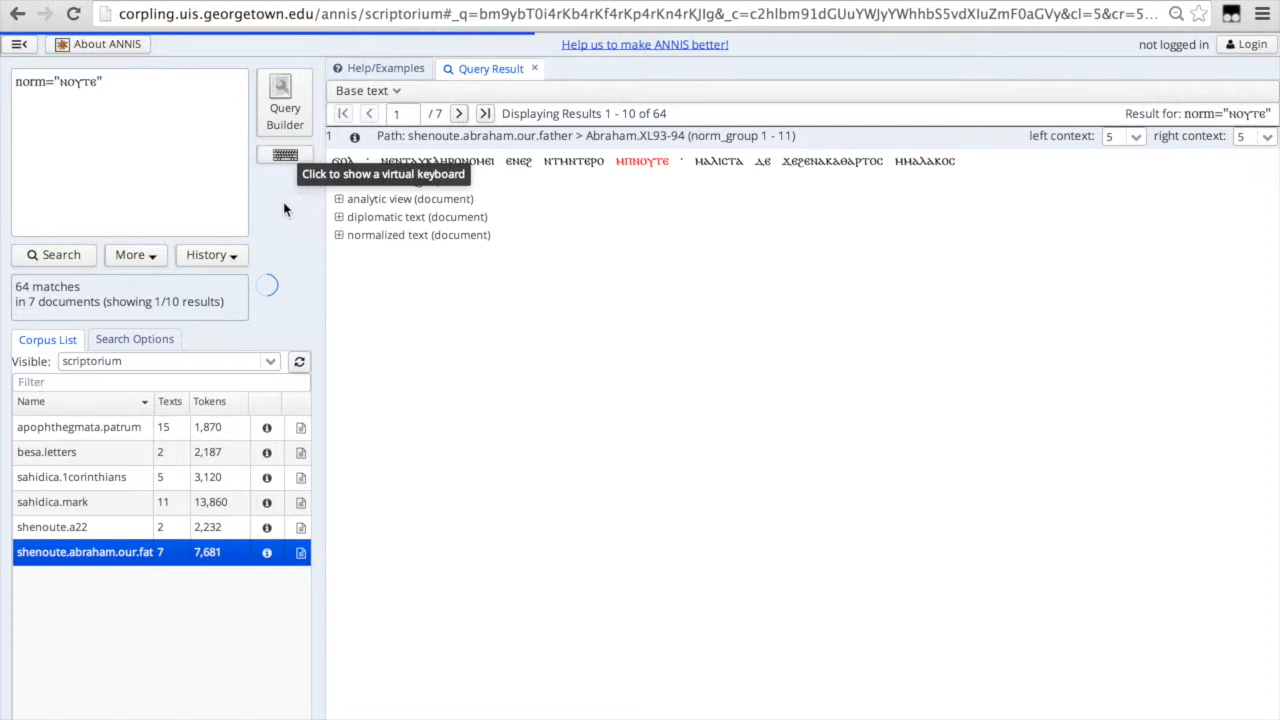 corpling.uis.georgetown.edu/annis/scriptorium#_q=bm9ybT0i4rKb4rKf4rKp4rKn4rKJIg&_c=c2hlbm91dGUuYWJyYWhhbS5vdXIuZmF0aGVy&cl=5&cr=5...
About ANNIS
Help us to make ANNIS better!
not logged in
Login
norm="ⲛⲟⲩⲧⲉ"
Query
Builder
Click to show a virtual keyboard
Search
More
History
64 matches
in 7 documents (showing 1/10 results)
Corpus List
Search Options
Visible: scriptorium
Filter
Name Texts Tokens
apophthegmata.patrum 15 1,870
besa.letters 2 2,187
sahidica.1corinthians 5 3,120
sahidica.mark 11 13,860
shenoute.a22 2 2,232
shenoute.abraham.our.fat 7 7,681
Help/Examples
Query Result
Base text
1 / 7 Displaying Results 1 - 10 of 64
Result for: norm="ⲛⲟⲩⲧⲉ"
1 Path: shenoute.abraham.our.father > Abraham.XL93-94 (norm_group 1 - 11)
left context: 5 right context: 5
ⲛⲉⲛⲧⲁⲩⲕⲗⲏⲣⲟⲛⲟⲙⲉⲓ ⲉⲛⲉϩ ⲛⲧⲙⲛⲧⲉⲣⲟ ⲙⲡⲛⲟⲩⲧⲉ · ⲙⲁⲗⲓⲥⲧⲁ ⲇⲉ ϫⲉϩⲉⲛⲁⲕⲁⲑⲁⲣⲧⲟⲥ ⲙⲙⲁⲗⲁⲕⲟⲥ
analytic view (document)
diplomatic text (document)
normalized text (document)